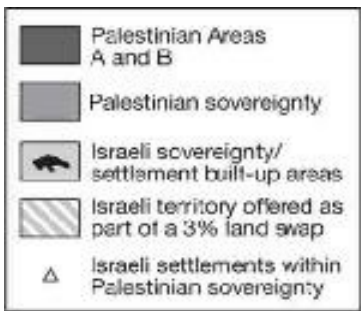 Palestinian Areas
A and B
Palestinian sovereignty
Israeli sovereignty/
settlement built-up areas
Israeli territory offered as
part of a 3% land swap
Israeli settlements within
Palestinian sovereignty